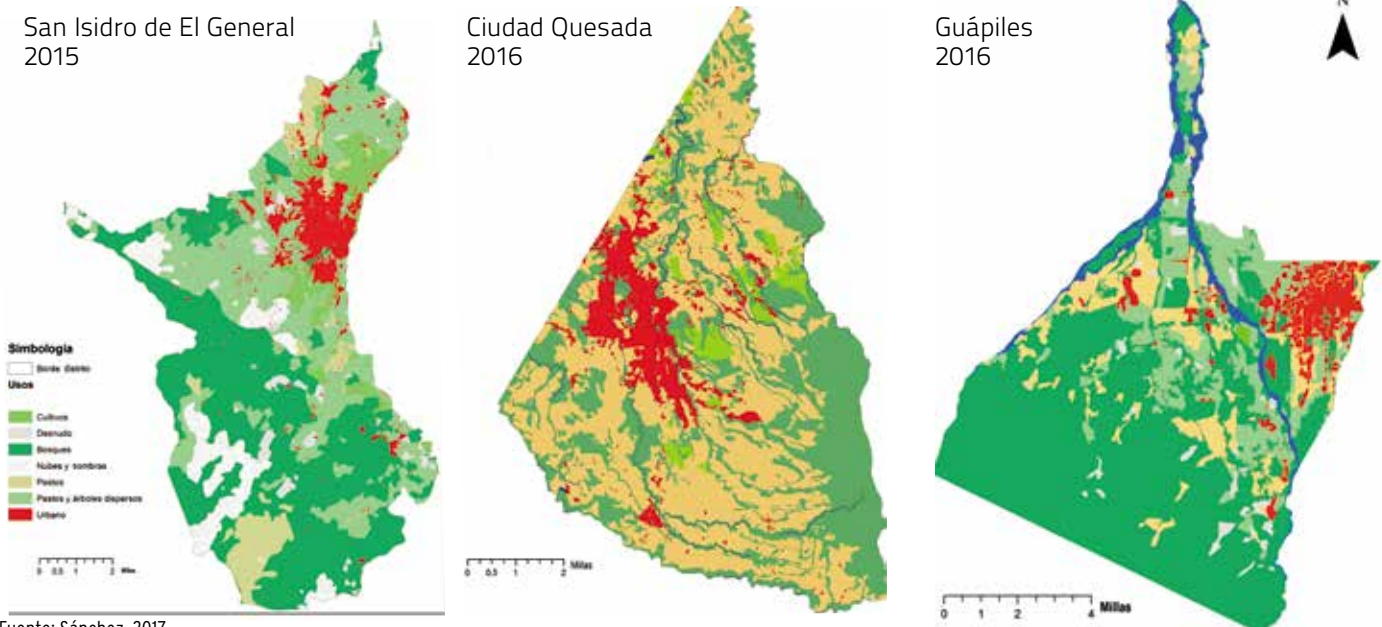 San Isidro de El General
2015
Ciudad Quesada
2016
Guápiles
2016
Simbología
Borde distrito
Usos
Cultivos
Desnudo
Bosques
Nubes y sombras
Pastos
Pastos y árboles dispersos
Urbano
0 0.5 1 2 Millas
0 0.5 1 2 Millas
0 1 2 4 Millas
Fuente: Sánchez, 2017